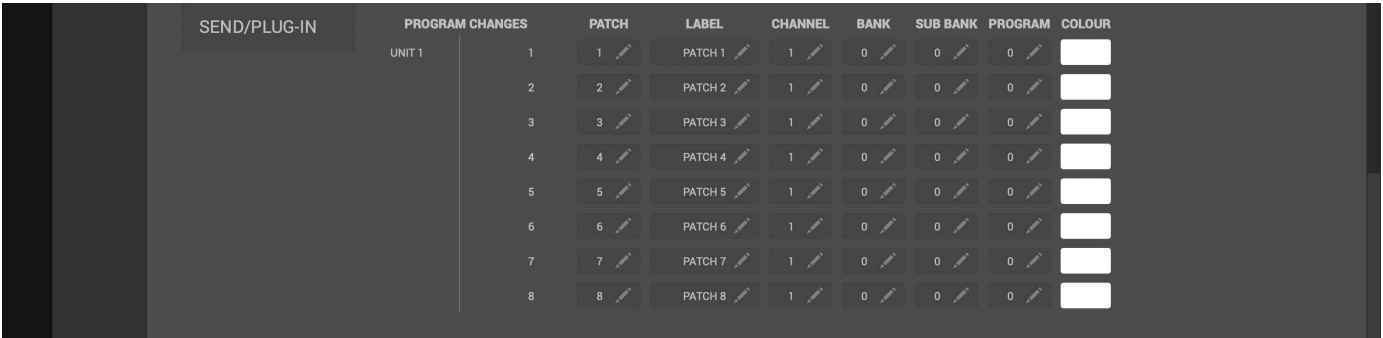 SEND/PLUG-IN
PROGRAM CHANGES PATCH LABEL CHANNEL BANK SUB BANK PROGRAM COLOUR
UNIT 1 1 1 PATCH 1 1 0 0 0
2 2 PATCH 2 1 0 0 0
3 3 PATCH 3 1 0 0 0
4 4 PATCH 4 1 0 0 0
5 5 PATCH 5 1 0 0 0
6 6 PATCH 6 1 0 0 0
7 7 PATCH 7 1 0 0 0
8 8 PATCH 8 1 0 0 0